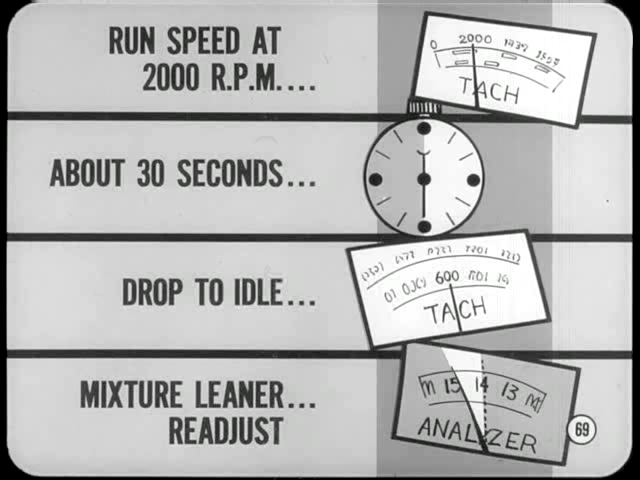 RUN SPEED AT
2000 R.P.M....
0 2000
TACH
ABOUT 30 SECONDS...
DROP TO IDLE...
600
TACH
MIXTURE LEANER...
READJUST
15 14 13
ANALYZER
69